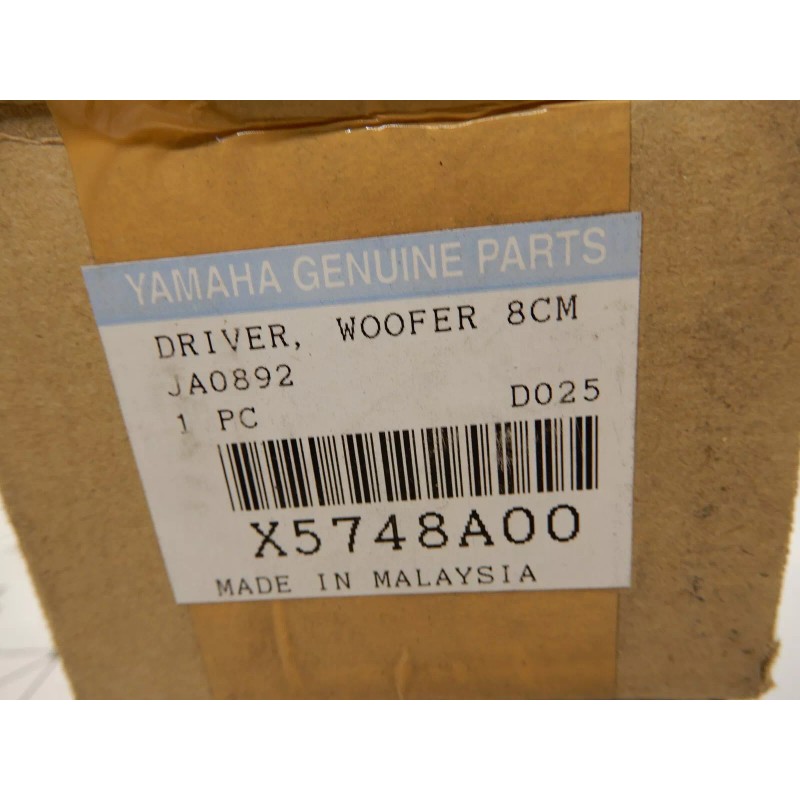 YAMAHA GENUINE PARTS
DRIVER, WOOFER 8CM
JA0892
1 PC D025
X5748A00
MADE IN MALAYSIA